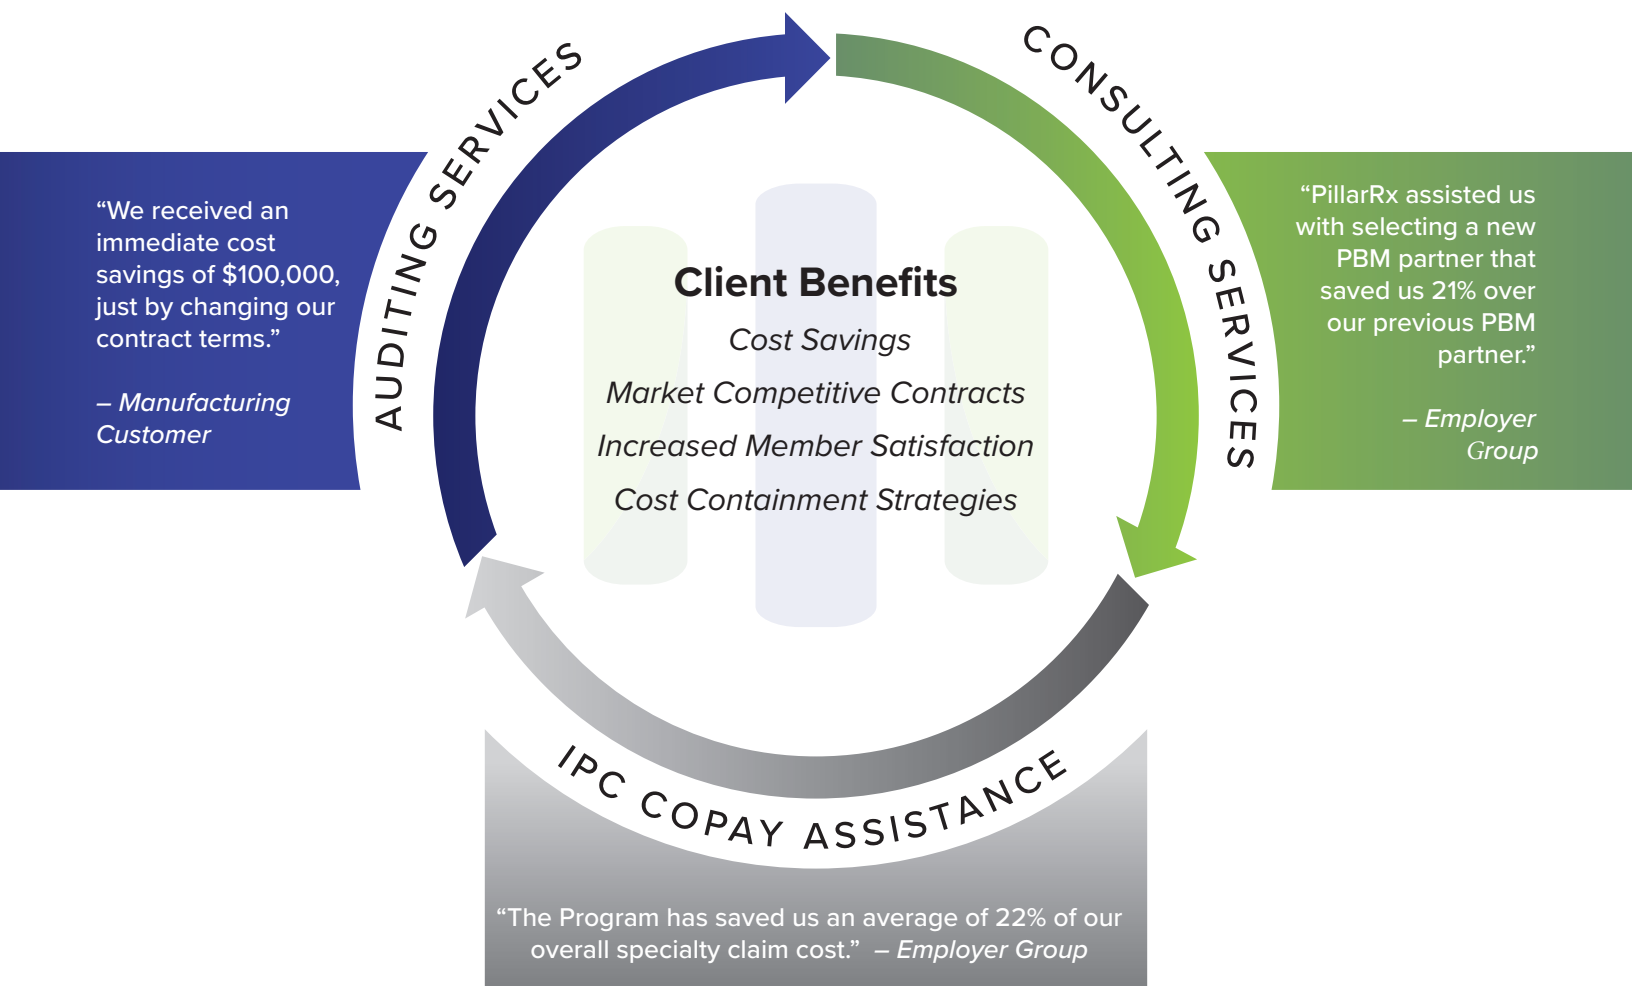 AUDITING SERVICES
CONSULTING SERVICES
“We received an
immediate cost
savings of $100,000,
just by changing our
contract terms.”
– Manufacturing
Customer
Client Benefits
Cost Savings
Market Competitive Contracts
Increased Member Satisfaction
Cost Containment Strategies
“PillarRx assisted us
with selecting a new
PBM partner that
saved us 21% over
our previous PBM
partner.”
– Employer
Group
IPC COPAY ASSISTANCE
“The Program has saved us an average of 22% of our
overall specialty claim cost.” – Employer Group